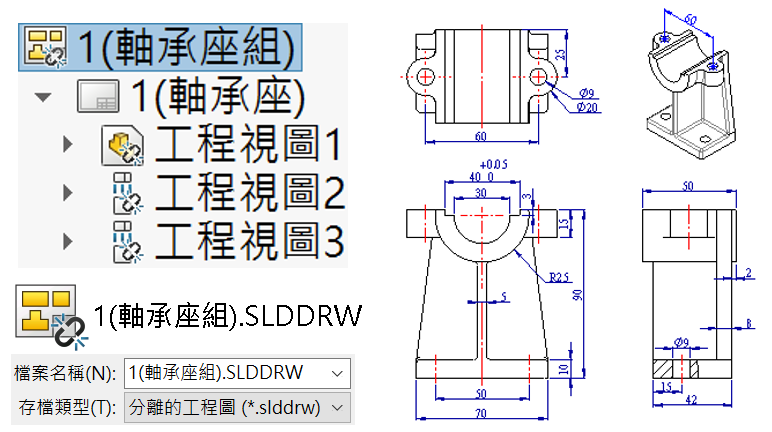 1(軸承座組)
1(軸承座)
工程視圖1
工程視圖2
工程視圖3
1(軸承座組).SLDDRW
檔案名稱(N): 1(軸承座組).SLDDRW
存檔類型(T): 分離的工程圖 (*.slddrw)
25
Ø9
Ø20
60
60
+0.05
40 0
30
3
15
R25
5
90
10
50
70
50
2
8
Ø9
15
42